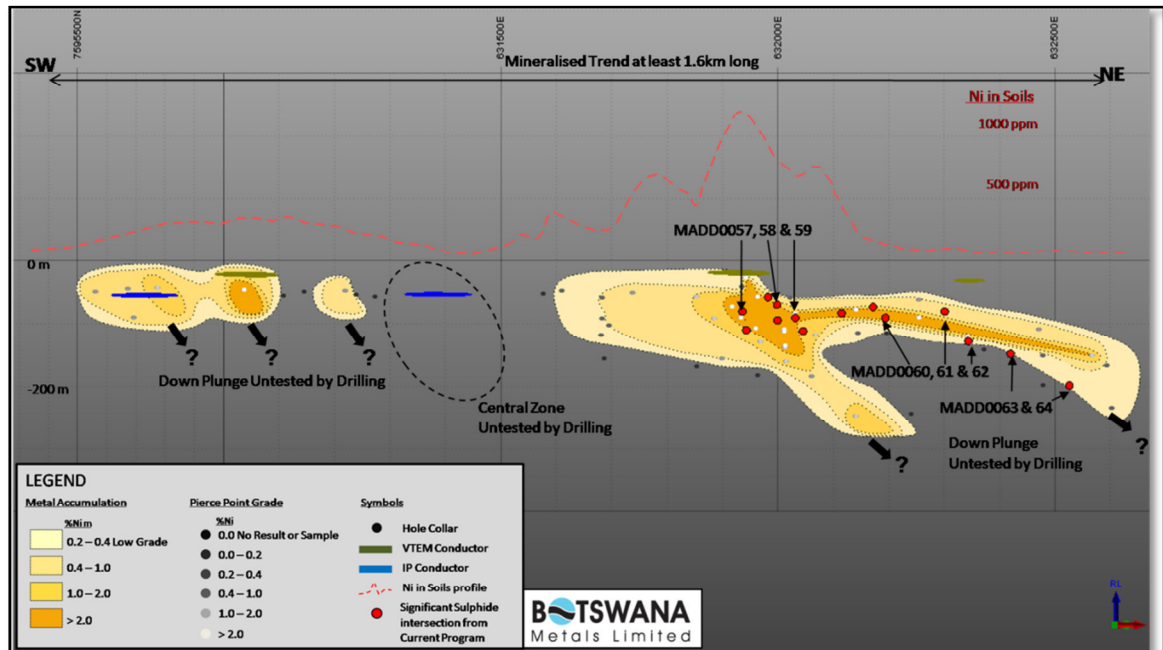 7595500N
631500E
632000E
632500E
SW
Mineralised Trend at least 1.6km long
NE
Ni in Soils
1000 ppm
500 ppm
MADD0057, 58 & 59
0 m
?
?
?
Down Plunge Untested by Drilling
-200 m
Central Zone
Untested by Drilling
MADD0060, 61 & 62
MADD0063 & 64
Down Plunge
Untested by Drilling
?
?
LEGEND
Metal Accumulation
%Nim
0.2 – 0.4 Low Grade
0.4 – 1.0
1.0 – 2.0
> 2.0
Pierce Point Grade
%Ni
0.0 No Result or Sample
0.0 – 0.2
0.2 – 0.4
0.4 – 1.0
1.0 – 2.0
> 2.0
Symbols
Hole Collar
VTEM Conductor
IP Conductor
Ni in Soils profile
Significant Sulphide
intersection from
Current Program
BOTSWANA
Metals Limited
RL